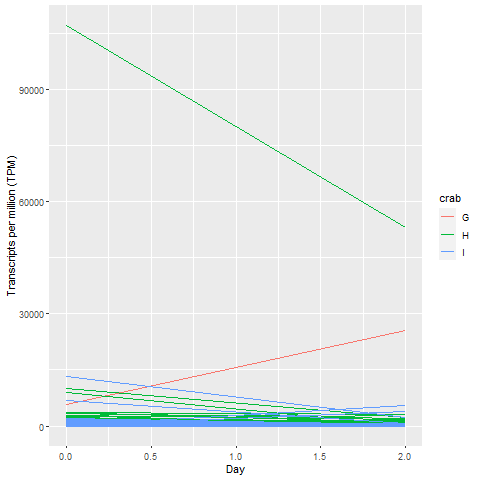 90000
60000
30000
0
Transcripts per million (TPM)
0.0 0.5 1.0 1.5 2.0
Day
crab
G
H
I